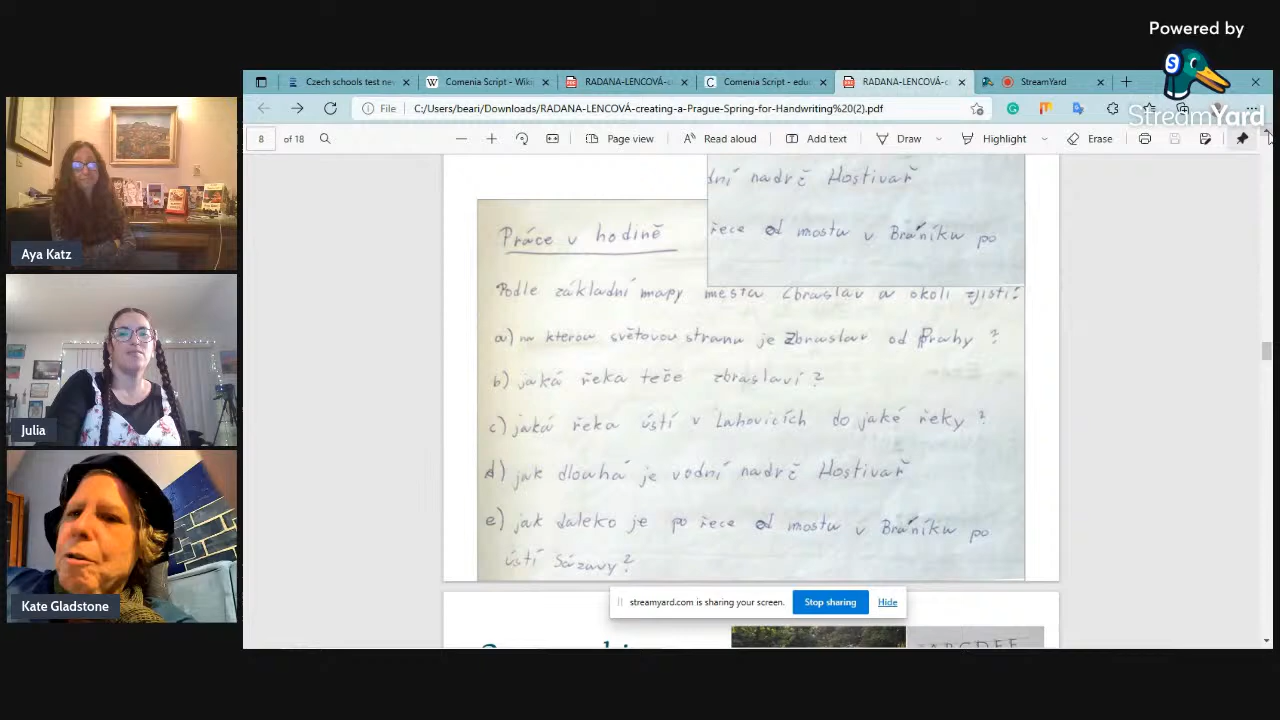 Powered by
StreamYard
Czech schools test ne
Comenia Script - Wiki
RADANA-LENCOVÁ-c
Comenia Script - edu
RADANA-LENCOVÁ-c
StreamYard
File
C:/Users/beari/Downloads/RADANA-LENCOVÁ-creating-a-Prague-Spring-for-Handwriting%20(2).pdf
8 of 18
Page view
Read aloud
Add text
Draw
Highlight
Erase
dní nadrč Hostivař
řece od mostu v Braníku po
Práce v hodině
Podle základní mapy mesta Zbraslav a okolí zjisti:
a) na kterou světovou stranu je Zbraslav od Prahy ?
b) jaká řeka teče zbraslaví ?
c) jaká řeka ústí v Lahovicích do jaké řeky ?
d) jak dlouhá je vodní nadrč Hostivař
e) jak daleko je po řece od mostu v Braníku po
ústí Sázavy ?
Aya Katz
Julia
Kate Gladstone
streamyard.com is sharing your screen.
Stop sharing
Hide